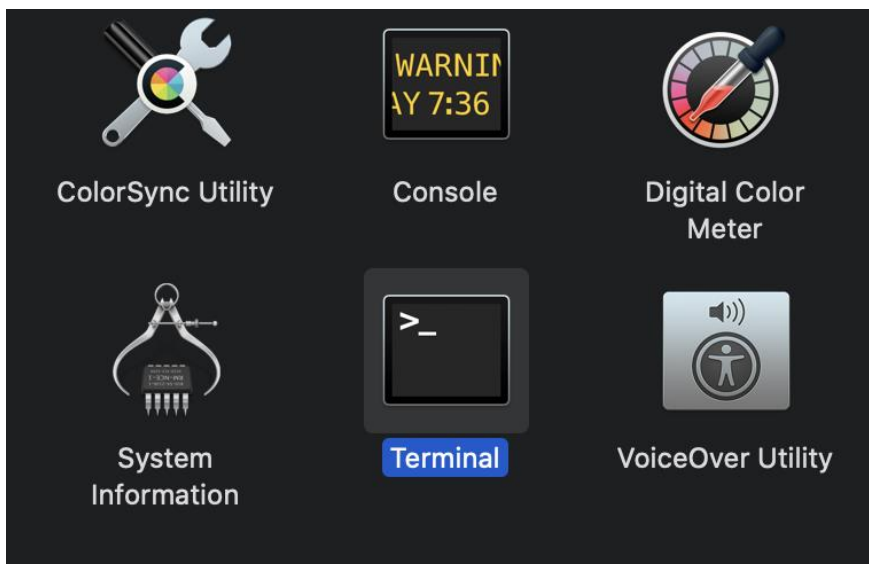 WARNIN
AY 7:36
ColorSync Utility
Console
Digital Color
Meter
>_
System
Information
Terminal
VoiceOver Utility